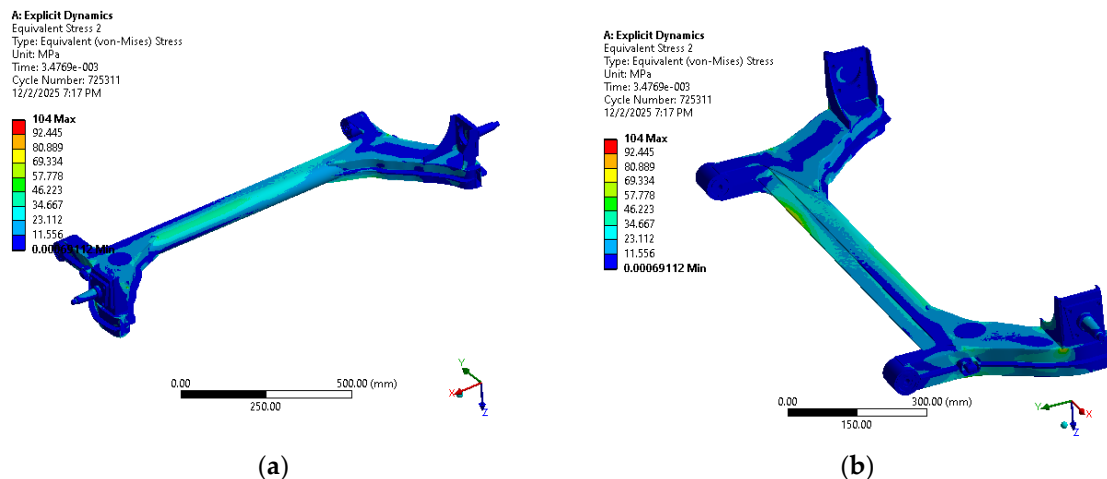 A: Explicit Dynamics
Equivalent Stress 2
Type: Equivalent (von-Mises) Stress
Unit: MPa
Time: 3.4769e-003
Cycle Number: 725311
12/2/2025 7:17 PM
104 Max
92.445
80.889
69.334
57.778
46.223
34.667
23.112
11.556
0.00069112 Min
0.00
500.00 (mm)
250.00
Y
X
Z
(a)
A: Explicit Dynamics
Equivalent Stress 2
Type: Equivalent (von-Mises) Stress
Unit: MPa
Time: 3.4769e-003
Cycle Number: 725311
12/2/2025 7:17 PM
104 Max
92.445
80.889
69.334
57.778
46.223
34.667
23.112
11.556
0.00069112 Min
0.00
300.00 (mm)
150.00
Y
X
Z
(b)